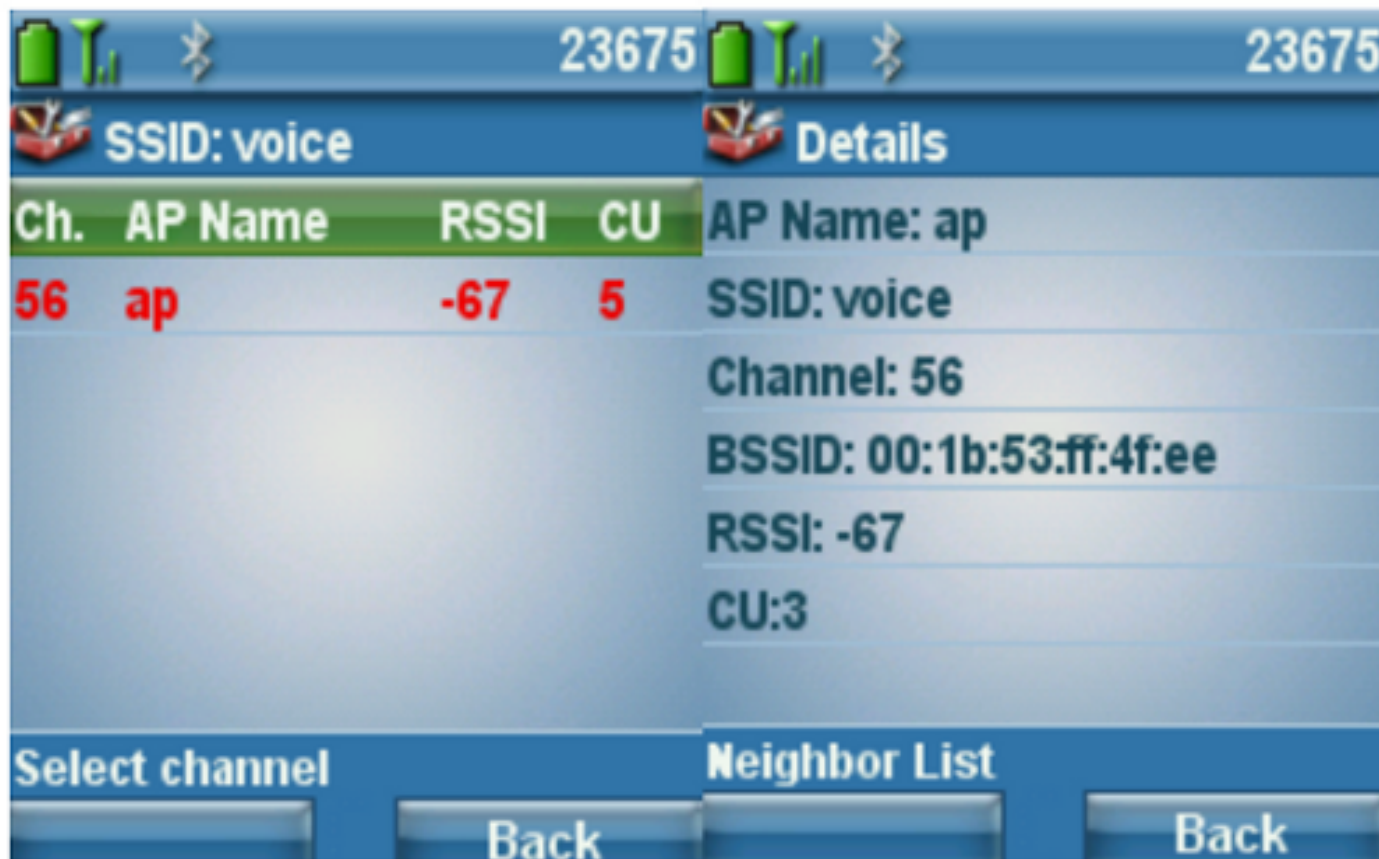 23675
SSID: voice
Ch. AP Name RSSI CU
56 ap -67 5
Select channel
Back
23675
Details
AP Name: ap
SSID: voice
Channel: 56
BSSID: 00:1b:53:ff:4f:ee
RSSI: -67
CU:3
Neighbor List
Back